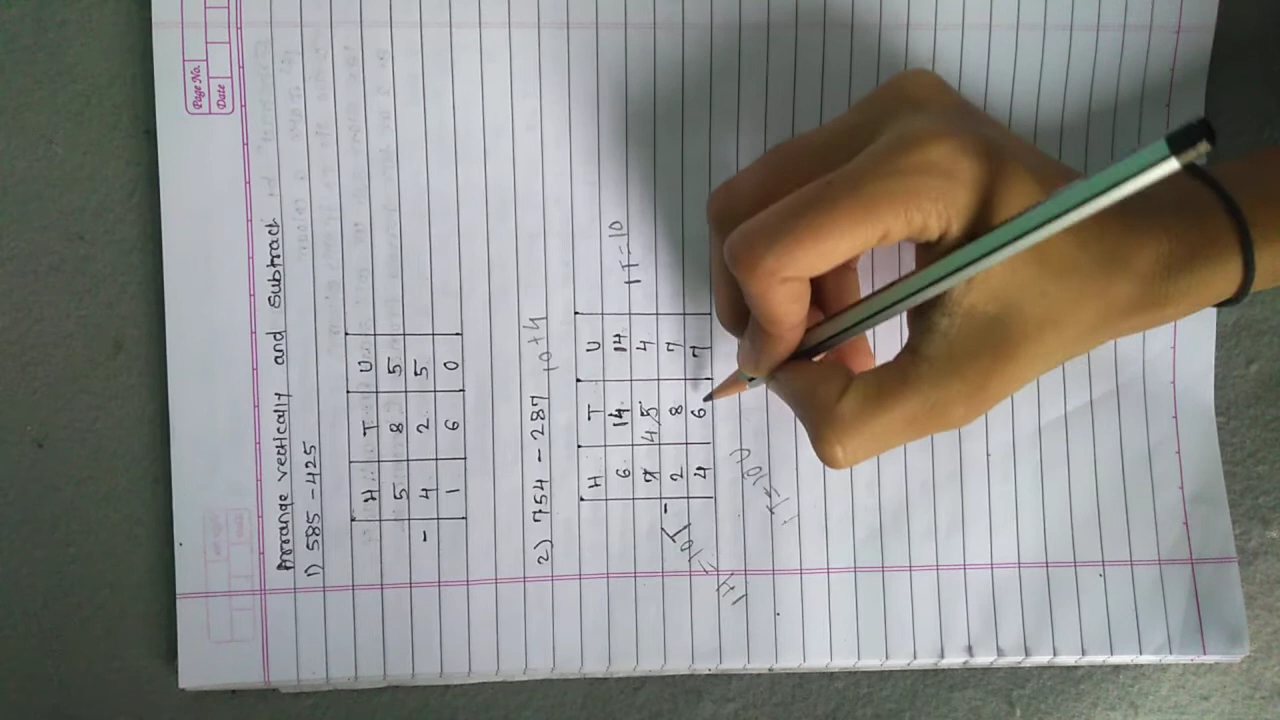 Page No.
Date
Arrange vertically and subtract
1) 585 - 425
H T U
5 8 5
- 4 2 5
1 6 0
2) 754 - 287 10+4
H T U
6 14 14 1T=10
7 4 5 4
- 2 8 7
4 6 7
1H=10T
1T=10U